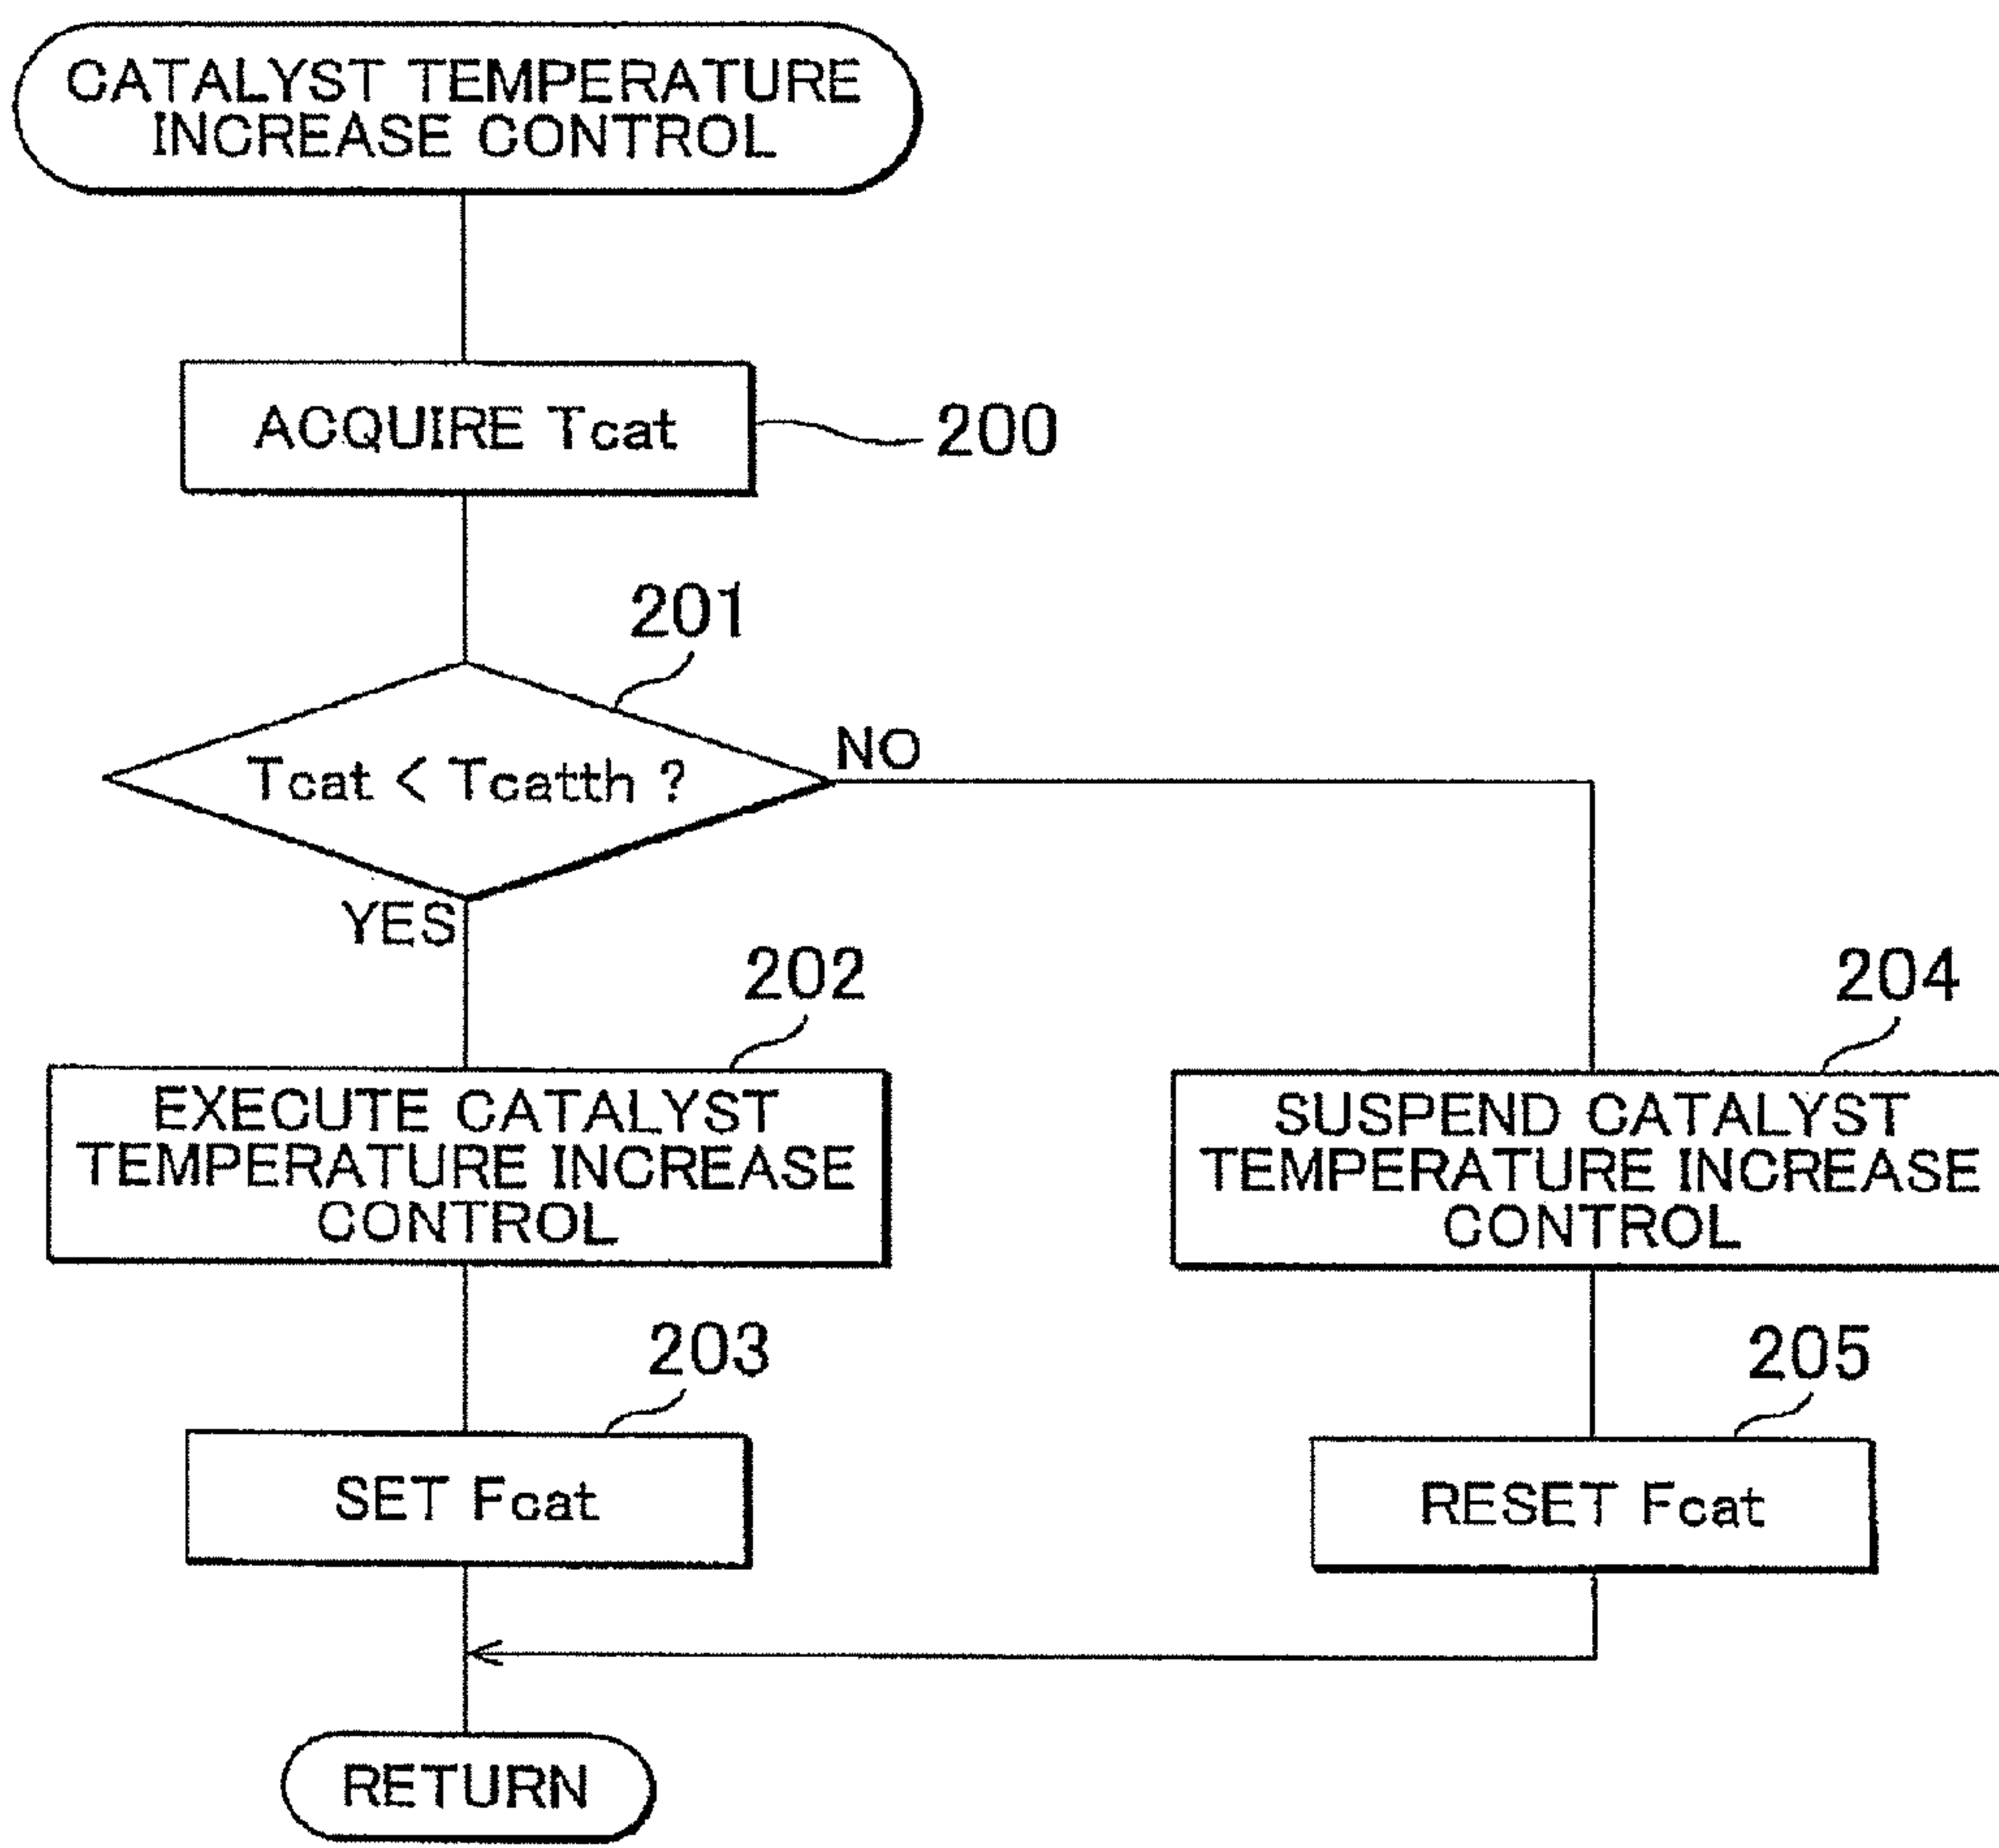 CATALYST TEMPERATURE
INCREASE CONTROL
ACQUIRE Tcat
200
201
Tcat < Tcatth ?
NO
YES
202
EXECUTE CATALYST
TEMPERATURE INCREASE
CONTROL
204
SUSPEND CATALYST
TEMPERATURE INCREASE
CONTROL
203
SET Fcat
205
RESET Fcat
RETURN